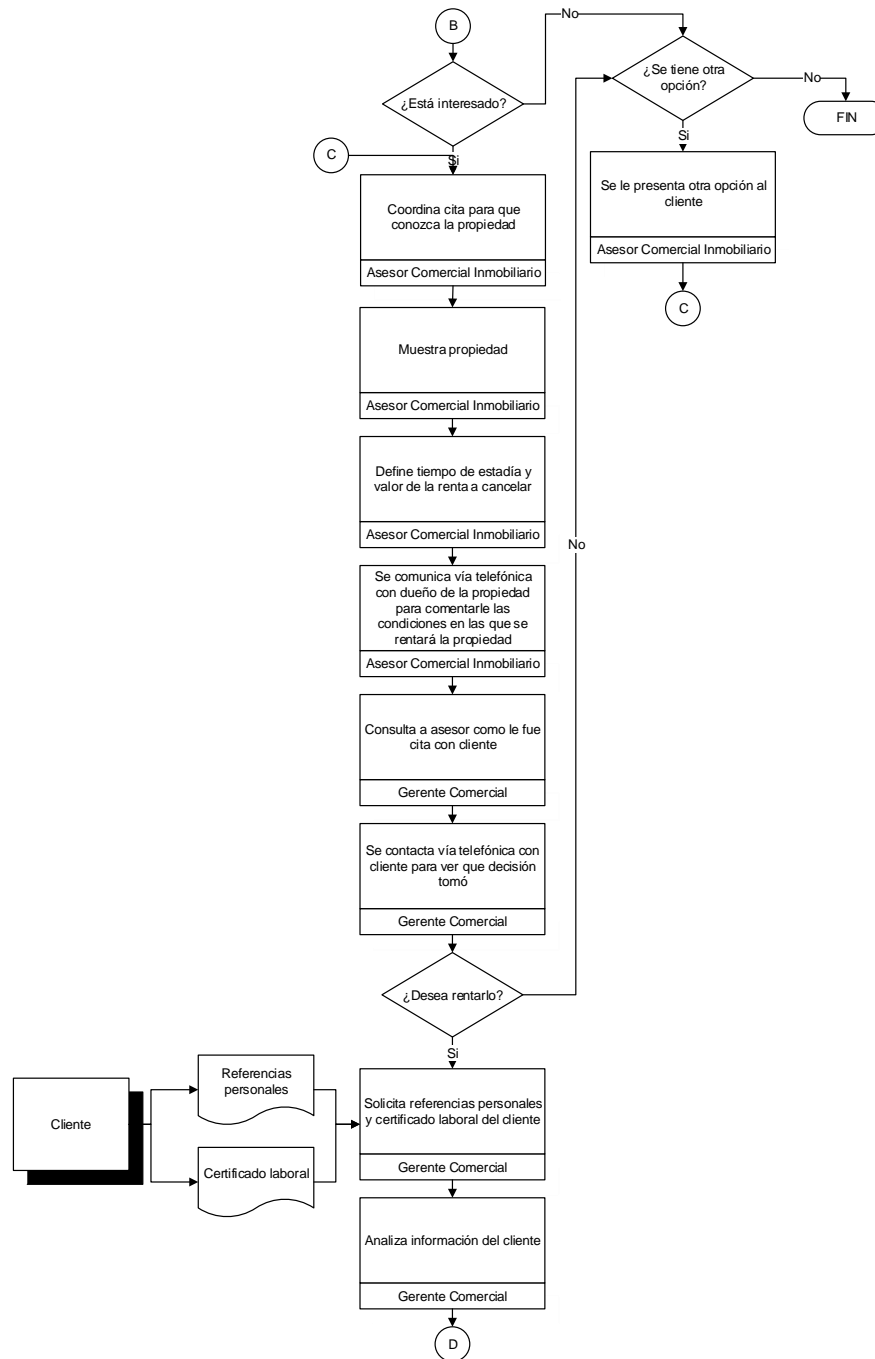 B
No
¿Se tiene otra
opción?
No
¿Está interesado?
FIN
Si
C
Si
Se le presenta otra opción al
cliente
Coordina cita para que
conozca la propiedad
Asesor Comercial Inmobiliario
Asesor Comercial Inmobiliario
C
Muestra propiedad
Asesor Comercial Inmobiliario
Define tiempo de estadía y
valor de la renta a cancelar
Asesor Comercial Inmobiliario
No
Se comunica vía telefónica
con dueño de la propiedad
para comentarle las
condiciones en las que se
rentará la propiedad
Asesor Comercial Inmobiliario
Consulta a asesor como le fue
cita con cliente
Gerente Comercial
Se contacta vía telefónica con
cliente para ver que decisión
tomó
Gerente Comercial
¿Desea rentarlo?
Si
Referencias
personales
Cliente
Certificado laboral
Solicita referencias personales
y certificado laboral del cliente
Gerente Comercial
Analiza información del cliente
Gerente Comercial
D